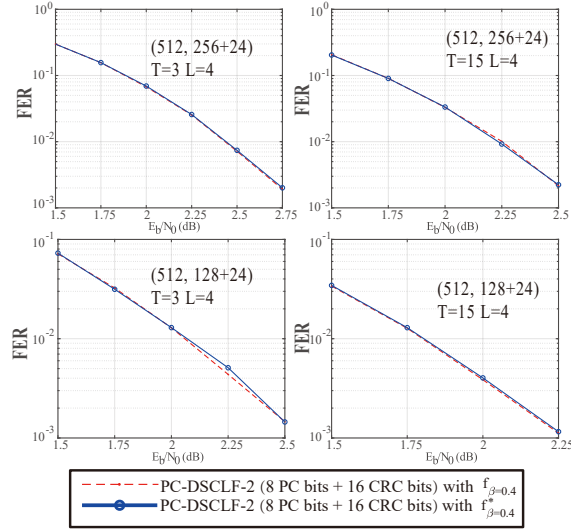 10^0
10^-1
10^-2
10^-3
FER
(512, 256+24)
T=3 L=4
1.5 1.75 2 2.25 2.5 2.75
E_b/N_0 (dB)
10^0
10^-1
10^-2
10^-3
FER
(512, 256+24)
T=15 L=4
1.5 1.75 2 2.25 2.5
E_b/N_0 (dB)
10^-1
10^-2
10^-3
FER
(512, 128+24)
T=3 L=4
1.5 1.75 2 2.25 2.5
E_b/N_0 (dB)
10^-1
10^-2
10^-3
FER
(512, 128+24)
T=15 L=4
1.5 1.75 2 2.25
E_b/N_0 (dB)
PC-DSCLF-2 (8 PC bits + 16 CRC bits) with f_{β=0.4}
PC-DSCLF-2 (8 PC bits + 16 CRC bits) with f*_{β=0.4}